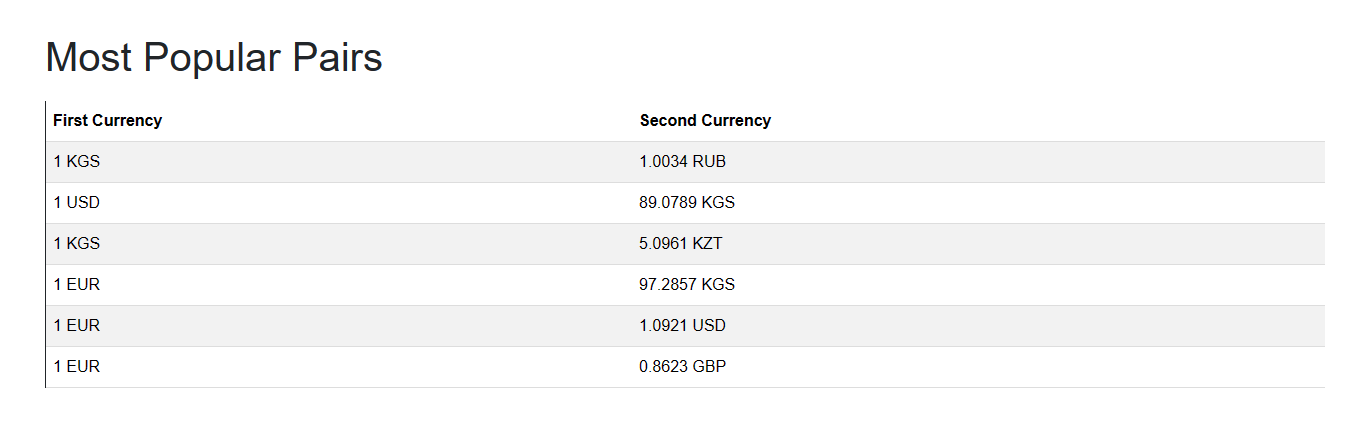 Most Popular Pairs
First Currency Second Currency
1 KGS 1.0034 RUB
1 USD 89.0789 KGS
1 KGS 5.0961 KZT
1 EUR 97.2857 KGS
1 EUR 1.0921 USD
1 EUR 0.8623 GBP